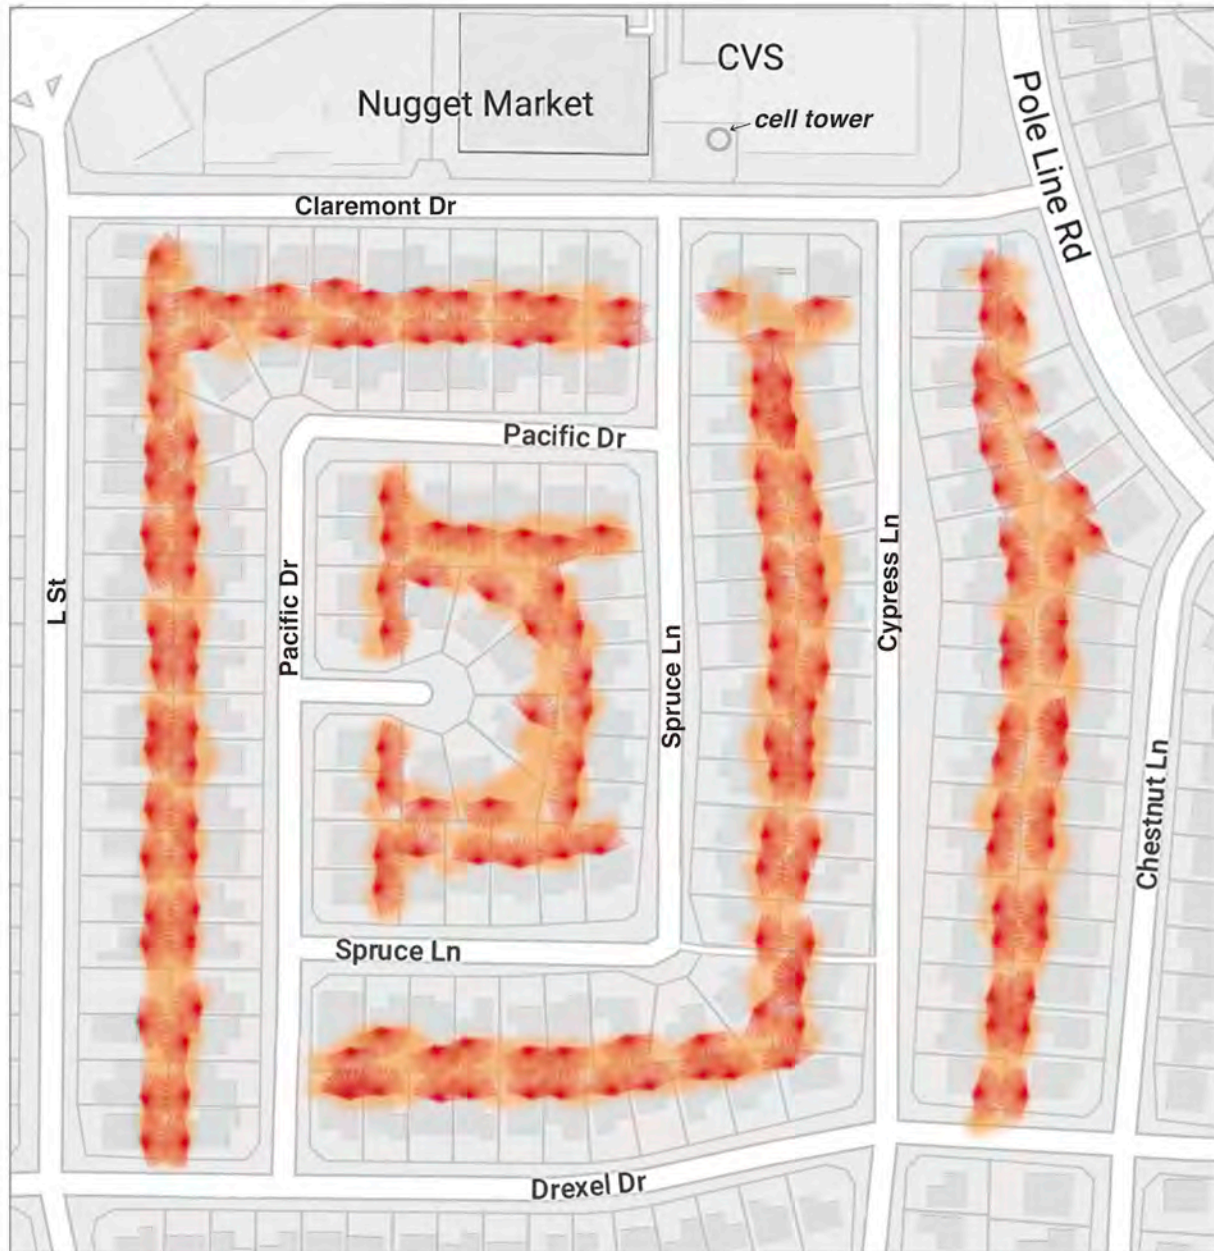 CVS
Nugget Market
cell tower
Pole Line Rd
Claremont Dr
Pacific Dr
L St
Pacific Dr
Spruce Ln
Cypress Ln
Chestnut Ln
Spruce Ln
Drexel Dr